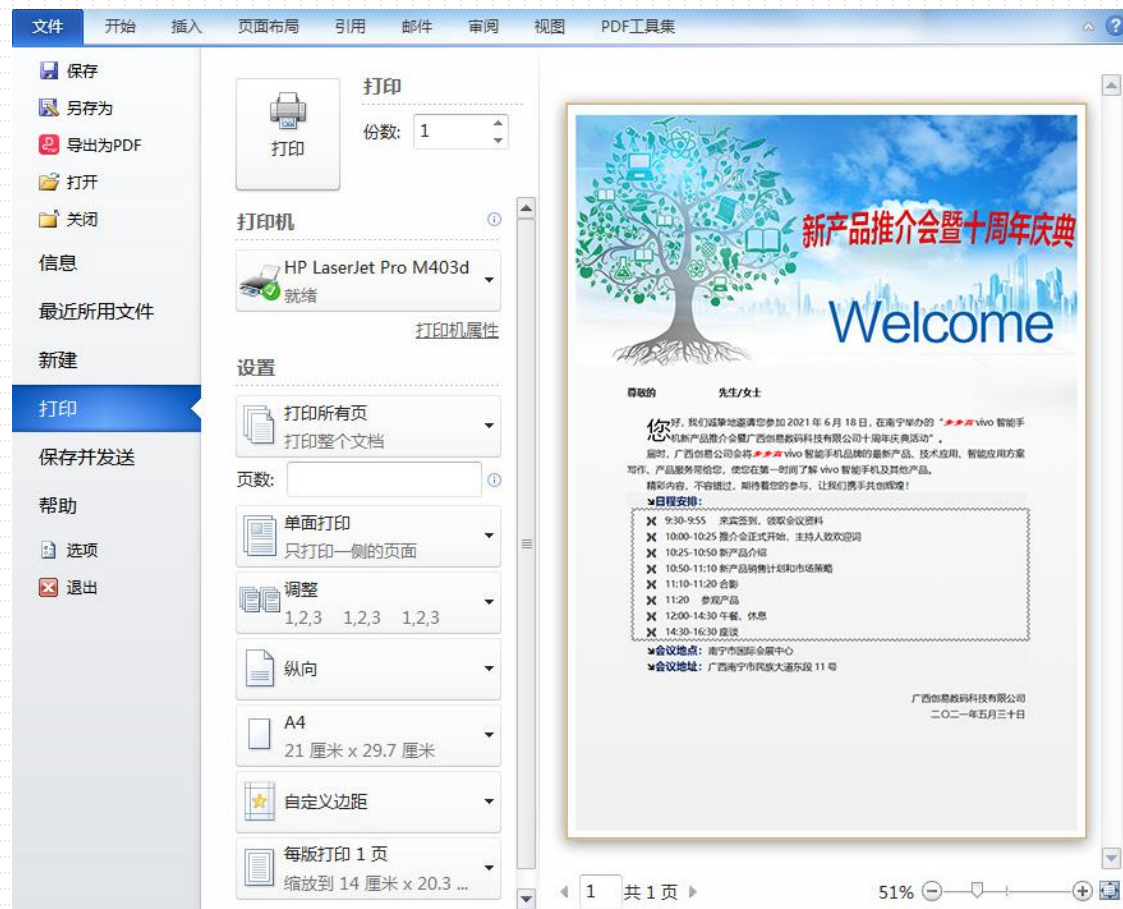 文件 开始 插入 页面布局 引用 邮件 审阅 视图 PDF工具集
保存
另存为
导出为PDF
打开
关闭
信息
最近所用文件
新建
打印
保存并发送
帮助
选项
退出
打印
打印
份数: 1
打印机
HP LaserJet Pro M403d
就绪
打印机属性
设置
打印所有页
打印整个文档
页数:
单面打印
只打印一侧的页面
调整
1,2,3 1,2,3 1,2,3
纵向
A4
21 厘米 x 29.7 厘米
自定义边距
每版打印 1 页
缩放到 14 厘米 x 20.3 ...
新产品推介会暨十周年庆典
Welcome
尊敬的 先生/女士
您好，我们诚挚地邀请您参加 2021 年 6 月 18 日，在南宁举办的“步步高 vivo 智能手
机新产品推介会暨广西创易数码科技有限公司十周年庆典活动”。
届时，广西创易公司会将步步高 vivo 智能手机品牌的最新产品、技术应用、智能应用方案
写作、产品服务带给您，使您在第一时间了解 vivo 智能手机及其他产品。
精彩内容，不容错过，期待着您的参与，让我们携手共创辉煌！
日程安排：
9:30-9:55 来宾签到，领取会议资料
10:00-10:25 推介会正式开始，主持人致欢迎词
10:25-10:50 新产品介绍
10:50-11:10 新产品销售计划和市场策略
11:10-11:20 合影
11:20 参观产品
12:00-14:30 午餐、休息
14:30-16:30 座谈
会议地点：南宁市国际会展中心
会议地址：广西南宁市民族大道东段 11 号
广西创易数码科技有限公司
二〇二一年五月三十日
1 共 1 页
51%